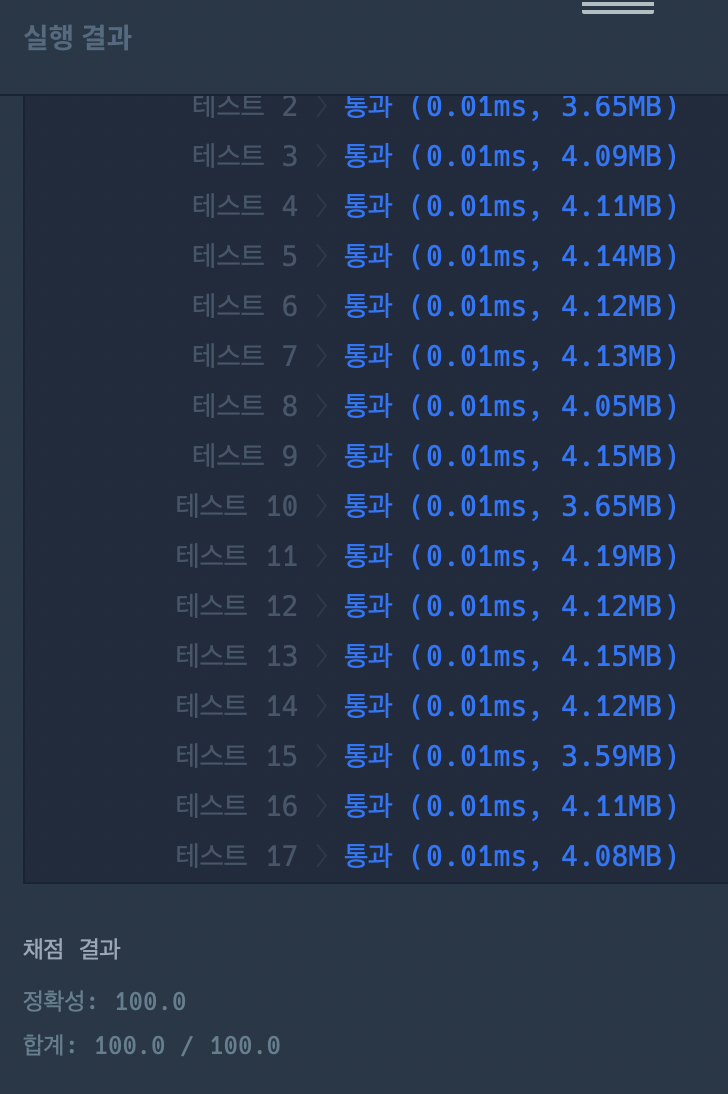 실행 결과
테스트 2 〉 통과 (0.01ms, 3.65MB)
테스트 3 〉 통과 (0.01ms, 4.09MB)
테스트 4 〉 통과 (0.01ms, 4.11MB)
테스트 5 〉 통과 (0.01ms, 4.14MB)
테스트 6 〉 통과 (0.01ms, 4.12MB)
테스트 7 〉 통과 (0.01ms, 4.13MB)
테스트 8 〉 통과 (0.01ms, 4.05MB)
테스트 9 〉 통과 (0.01ms, 4.15MB)
테스트 10 〉 통과 (0.01ms, 3.65MB)
테스트 11 〉 통과 (0.01ms, 4.19MB)
테스트 12 〉 통과 (0.01ms, 4.12MB)
테스트 13 〉 통과 (0.01ms, 4.15MB)
테스트 14 〉 통과 (0.01ms, 4.12MB)
테스트 15 〉 통과 (0.01ms, 3.59MB)
테스트 16 〉 통과 (0.01ms, 4.11MB)
테스트 17 〉 통과 (0.01ms, 4.08MB)
채점 결과
정확성: 100.0
합계: 100.0 / 100.0